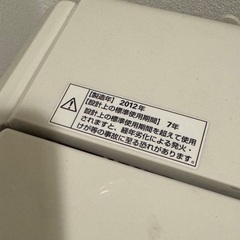 【製造年】2012年
【設計上の標準使用期間】7年
設計上の標準使用期間を超えて使用
されますと、経年劣化による発火・
けが等の事故に至る恐れがあります。